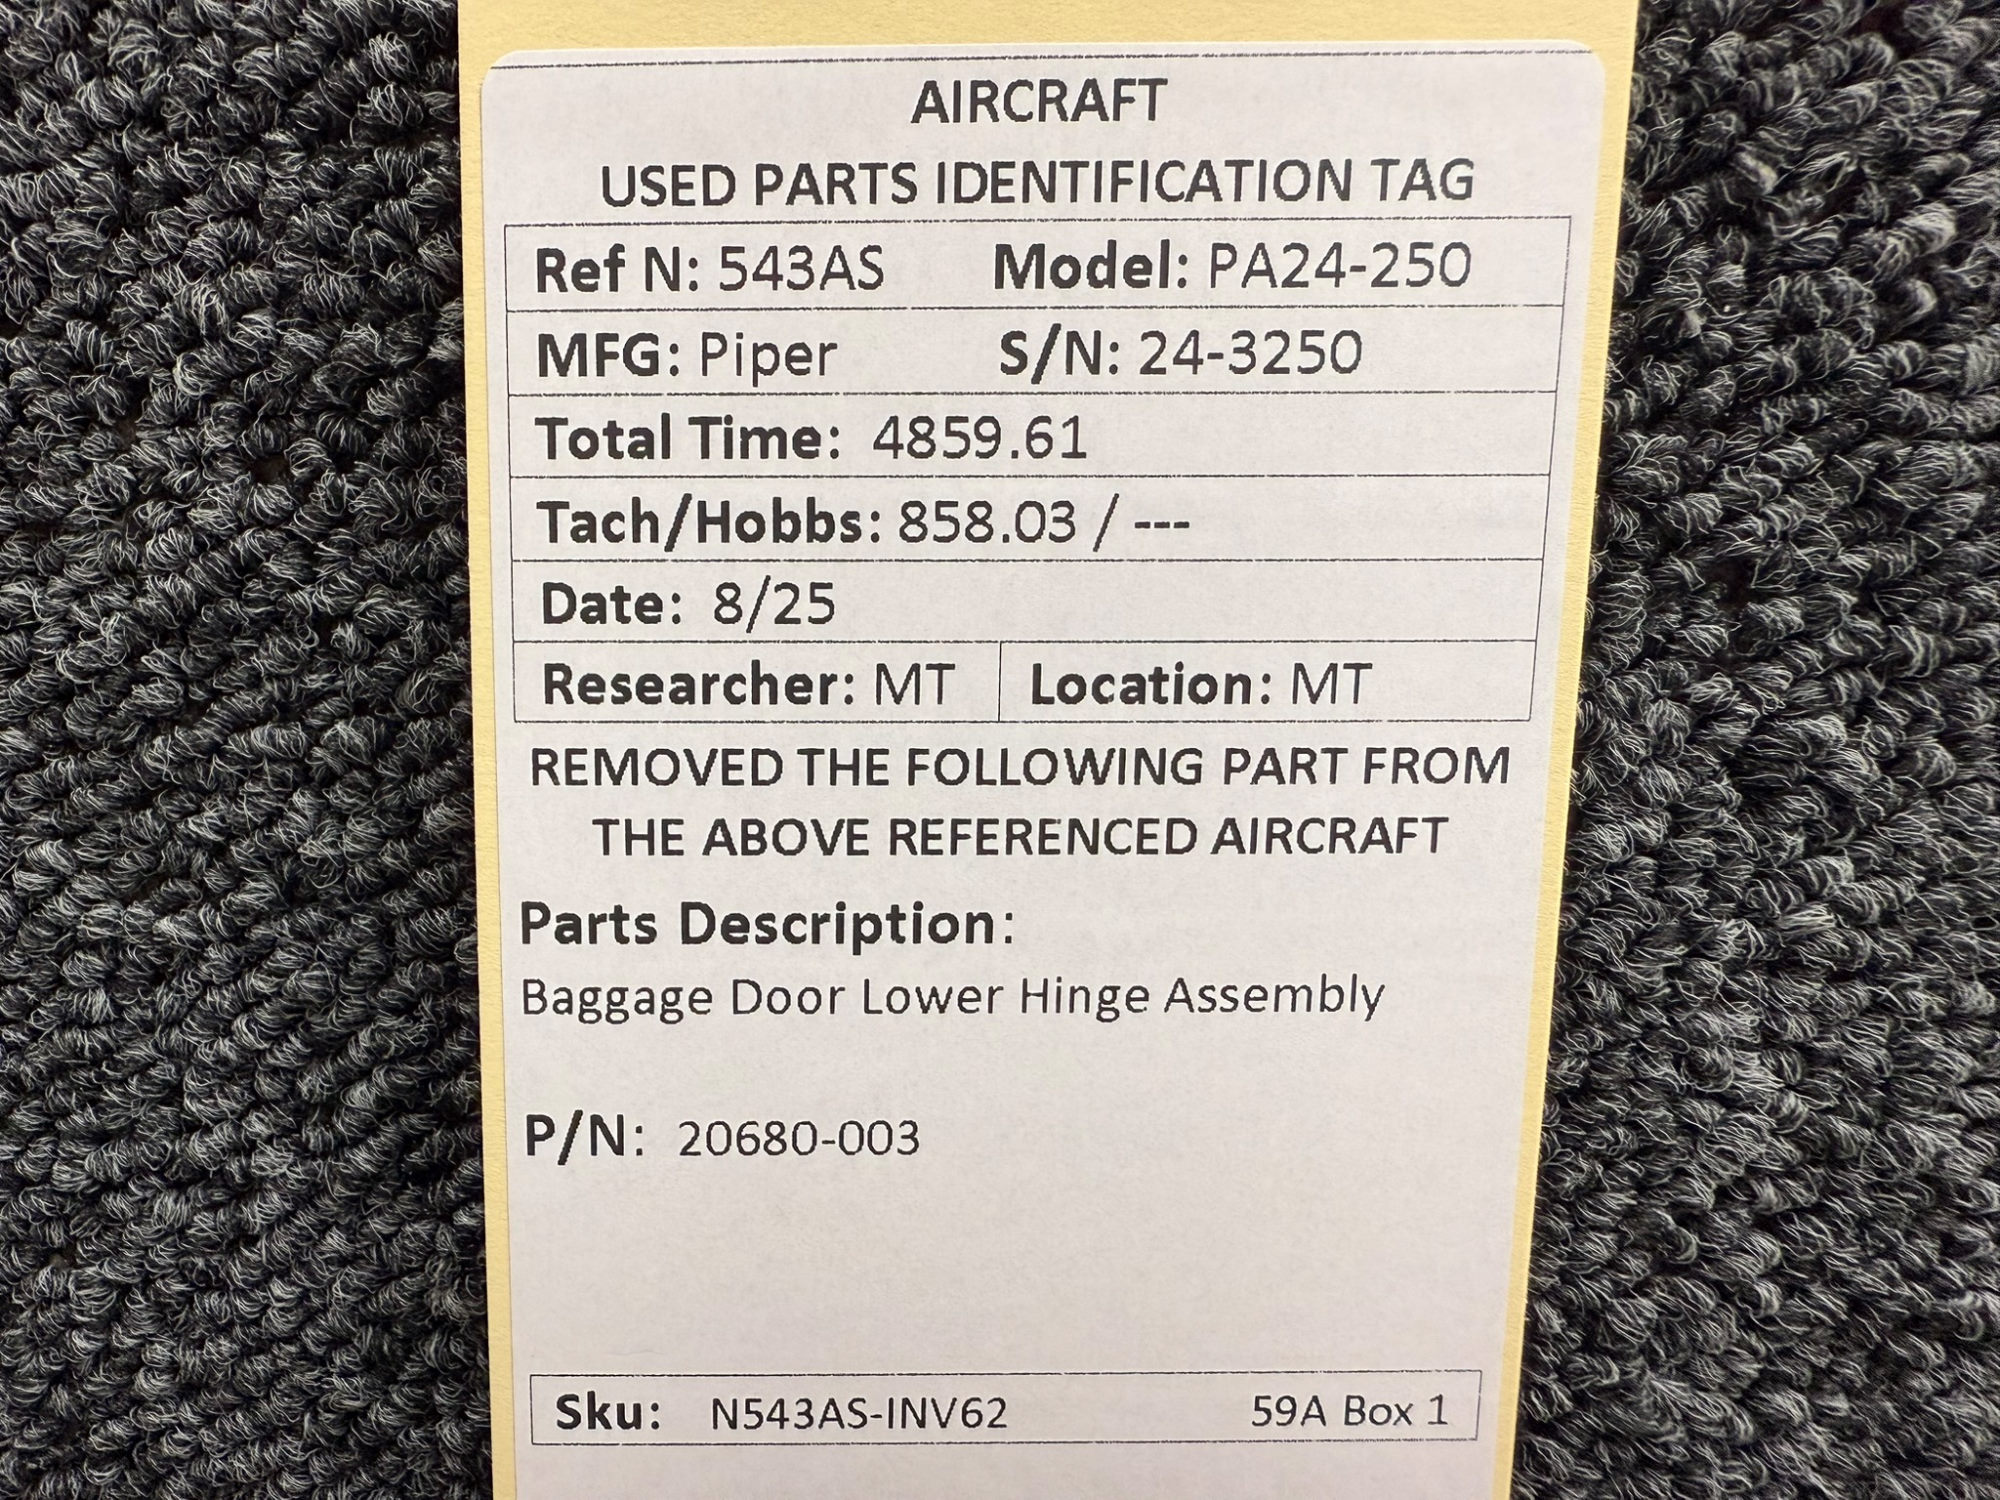 AIRCRAFT
USED PARTS IDENTIFICATION TAG
Ref N: 543AS Model: PA24-250
MFG: Piper S/N: 24-3250
Total Time: 4859.61
Tach/Hobbs: 858.03 / ---
Date: 8/25
Researcher: MT Location: MT
REMOVED THE FOLLOWING PART FROM
THE ABOVE REFERENCED AIRCRAFT
Parts Description:
Baggage Door Lower Hinge Assembly
P/N: 20680-003
Sku: N543AS-INV62 59A Box 1